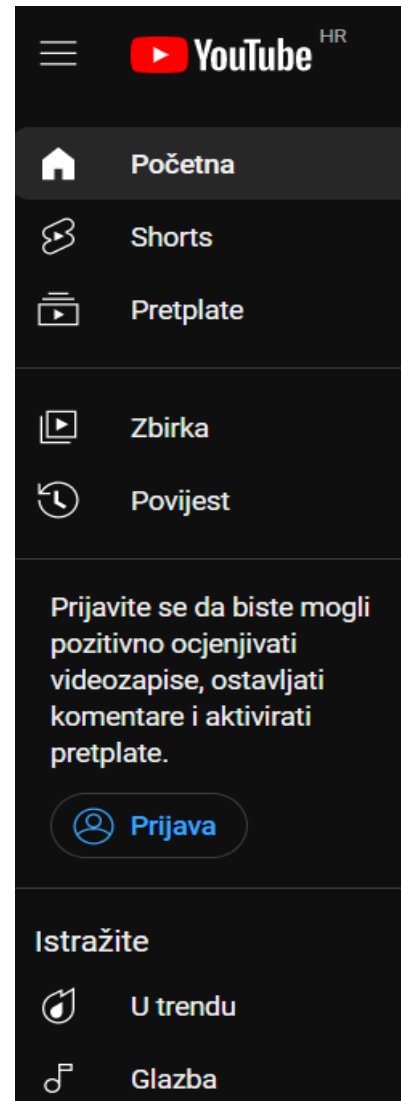 YouTube HR
Početna
Shorts
Pretplate
Zbirka
Povijest
Prijavite se da biste mogli
pozitivno ocjenjivati
videozapise, ostavljati
komentare i aktivirati
pretplate.
Prijava
Istražite
U trendu
Glazba